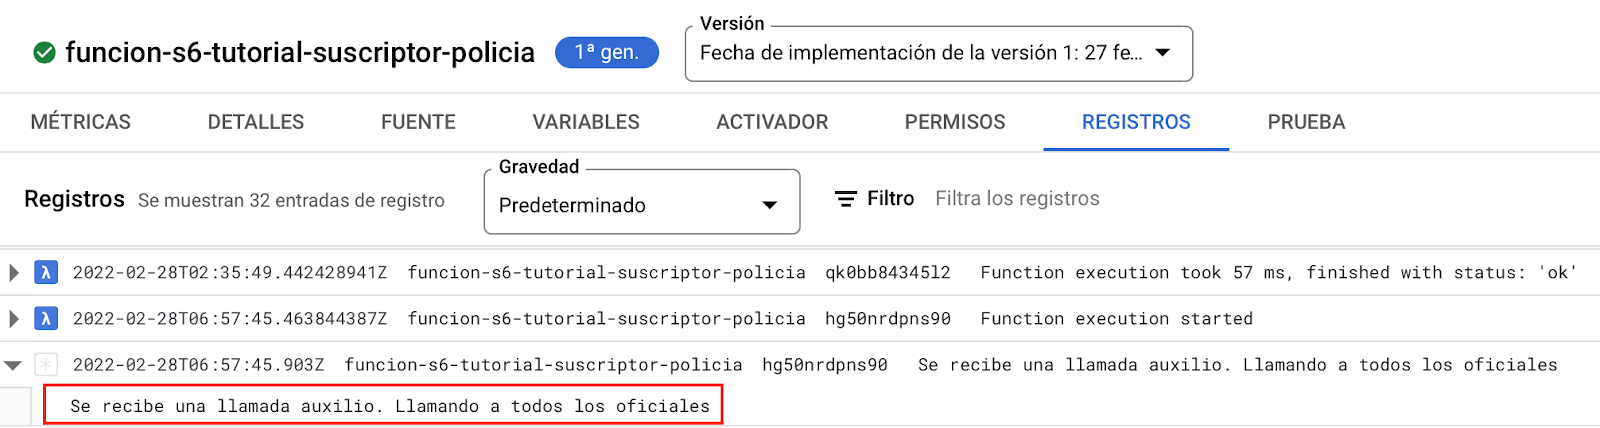 Versión
funcion-s6-tutorial-suscriptor-policia 1ª gen. Fecha de implementación de la versión 1: 27 fe...
MÉTRICAS DETALLES FUENTE VARIABLES ACTIVADOR PERMISOS REGISTROS PRUEBA
Gravedad
Registros Se muestran 32 entradas de registro Predeterminado Filtro Filtra los registros
λ 2022-02-28T02:35:49.442428941Z funcion-s6-tutorial-suscriptor-policia qk0bb84345l2 Function execution took 57 ms, finished with status: 'ok'
λ 2022-02-28T06:57:45.463844387Z funcion-s6-tutorial-suscriptor-policia hg50nrdpns90 Function execution started
* 2022-02-28T06:57:45.903Z funcion-s6-tutorial-suscriptor-policia hg50nrdpns90 Se recibe una llamada auxilio. Llamando a todos los oficiales
Se recibe una llamada auxilio. Llamando a todos los oficiales